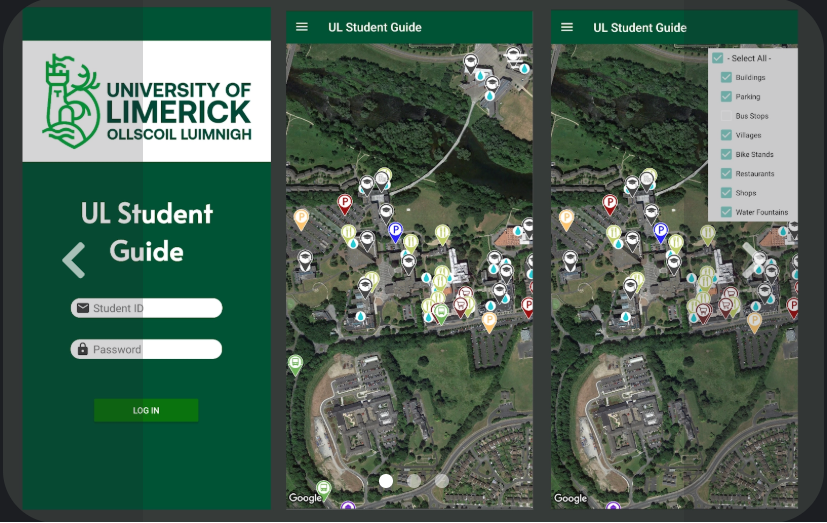 UNIVERSITY OF
LIMERICK
OLLSCOIL LUIMNIGH
UL Student
Guide
Student ID
Password
LOG IN
UL Student Guide
P
P
P
P
P
Google
UL Student Guide
- Select All -
Buildings
Parking
Bus Stops
Villages
Bike Stands
Restaurants
Shops
Water Fountains
P
P
P
P
P
Google